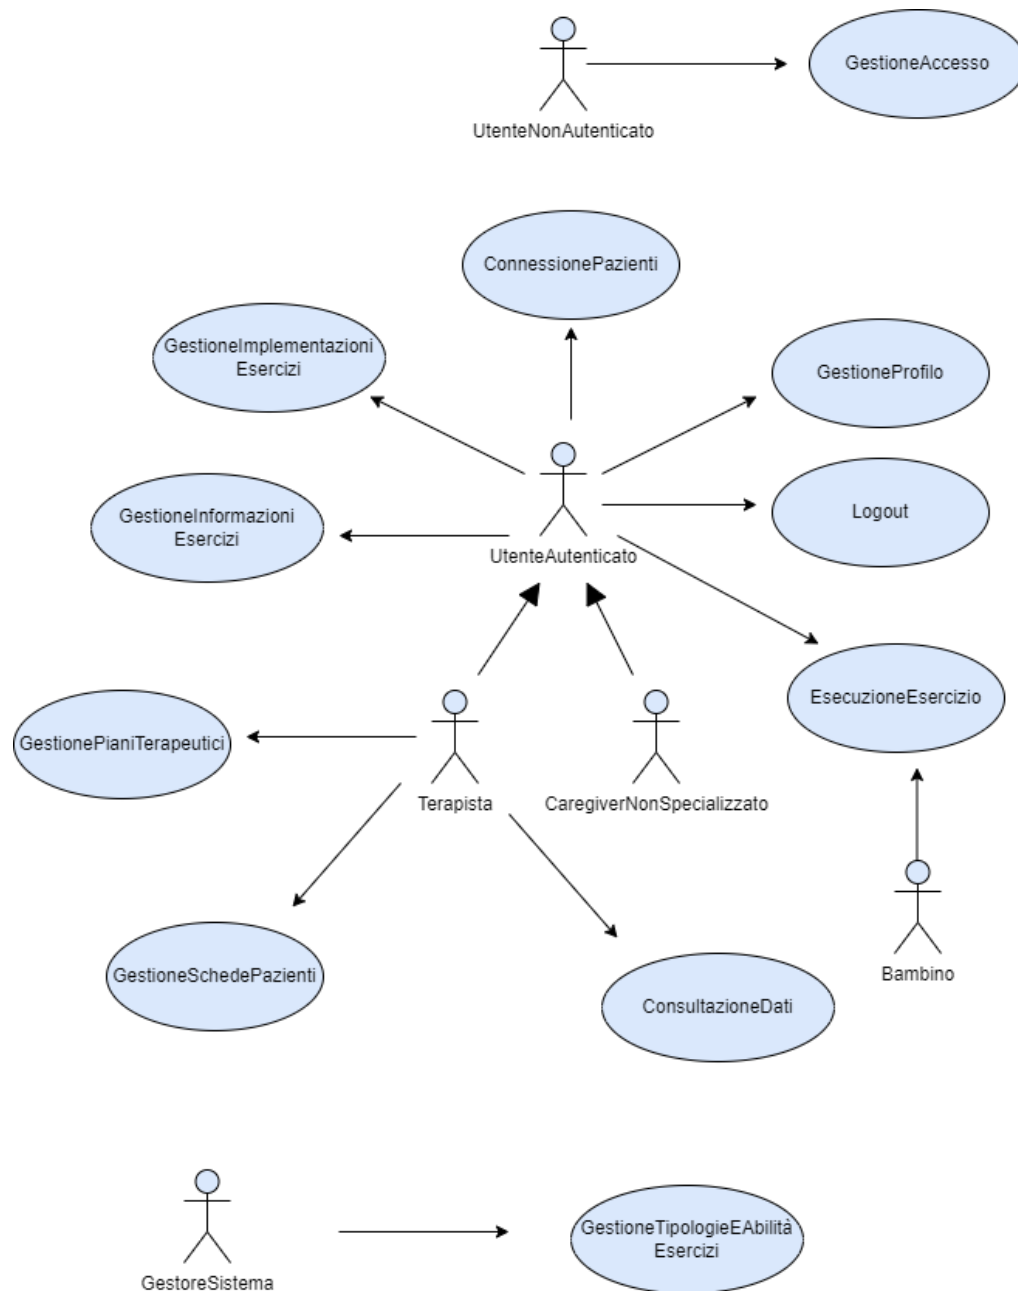 GestioneAccesso
UtenteNonAutenticato
ConnessionePazienti
GestioneImplementazioni
Esercizi
GestioneProfilo
GestioneInformazioni
Esercizi
Logout
UtenteAutenticato
EsecuzioneEsercizio
GestionePianiTerapeutici
Terapista
CaregiverNonSpecializzato
GestioneSchedePazienti
Bambino
ConsultazioneDati
GestioneTipologieEAbilità
Esercizi
GestoreSistema